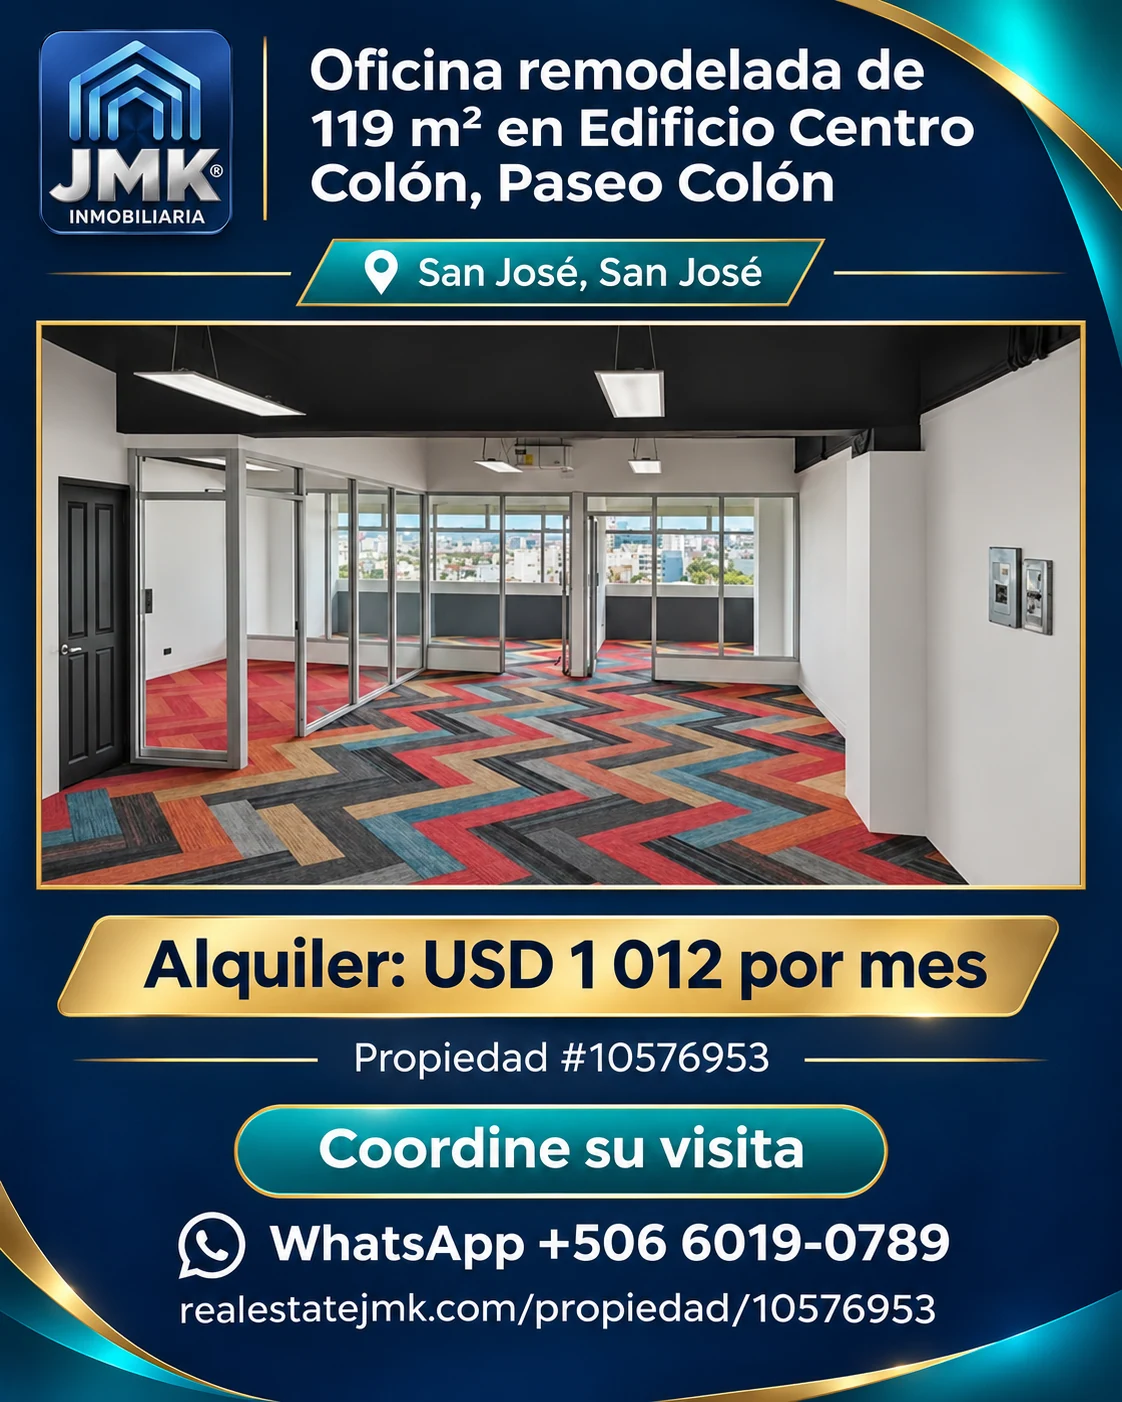 JMK®
INMOBILIARIA
Oficina remodelada de
119 m² en Edificio Centro
Colón, Paseo Colón
San José, San José
Alquiler: USD 1 012 por mes
Propiedad #10576953
Coordine su visita
WhatsApp +506 6019-0789
realestatejmk.com/propiedad/10576953